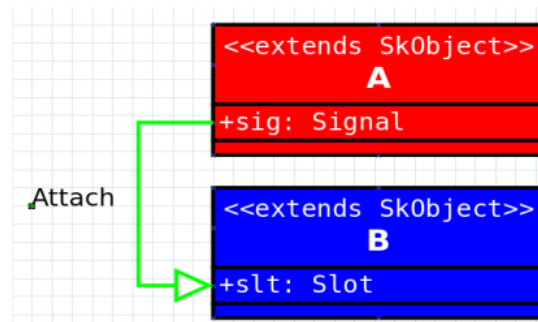 <<extends SkObject>>
A
+sig: Signal
Attach
<<extends SkObject>>
B
+slt: Slot